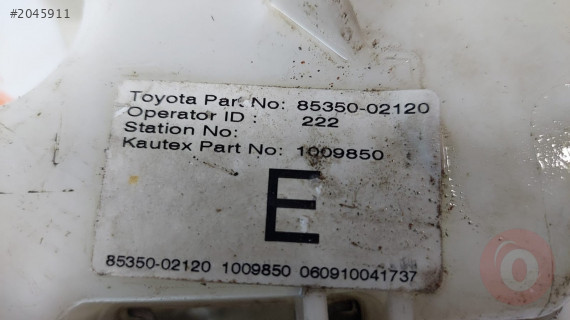 #2045911
Toyota Part No: 85350-02120
Operator ID : 222
Station No:
Kautex Part No: 1009850
E
85350-02120 1009850 060910041737